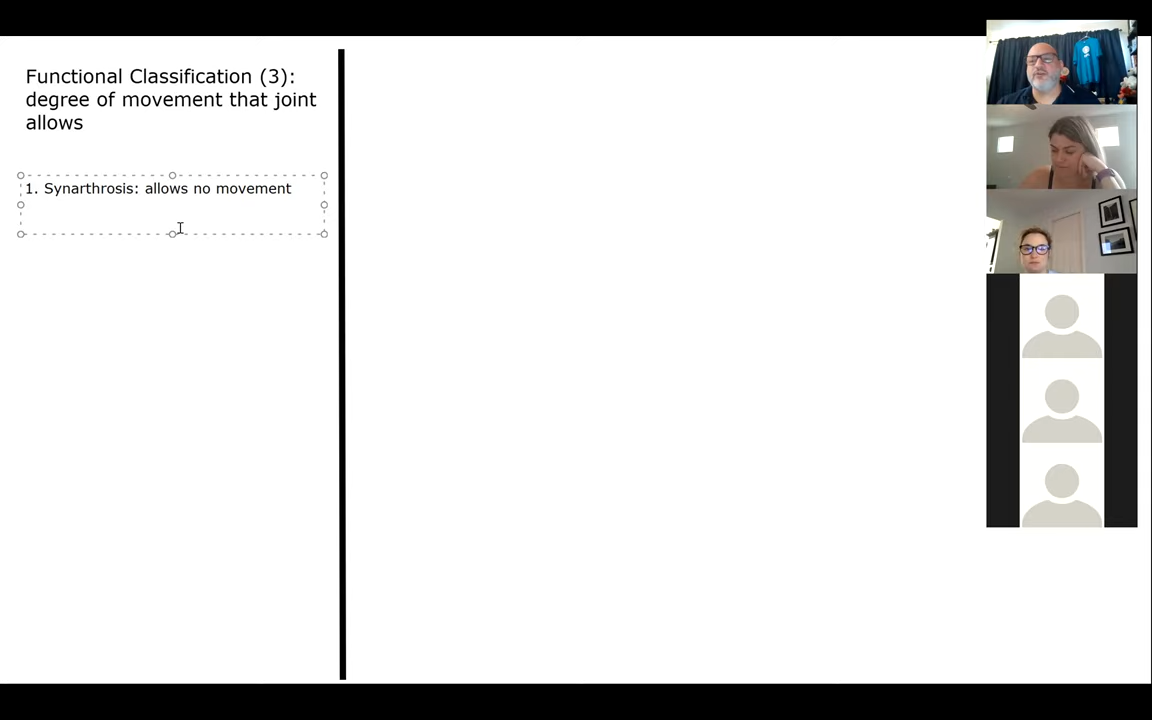 Functional Classification (3):
degree of movement that joint
allows
1. Synarthrosis: allows no movement